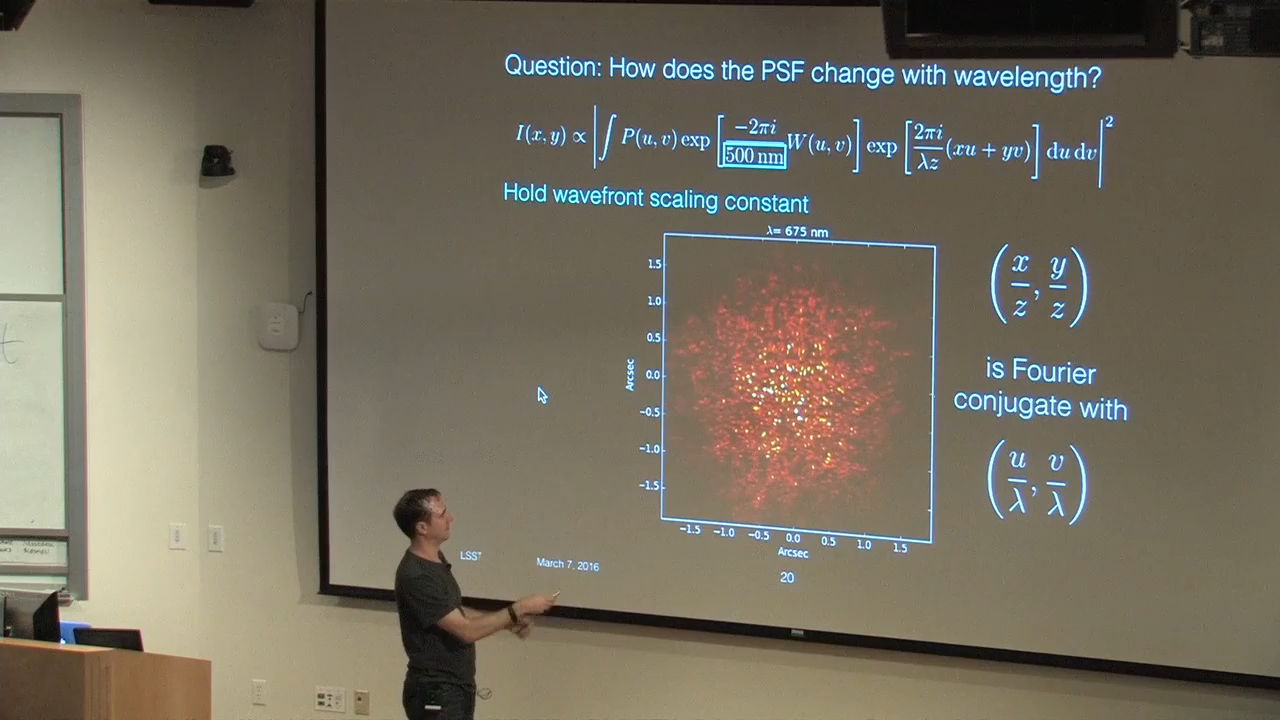 Question: How does the PSF change with wavelength?
I(x, y) ∝ |∫ P(u, v) exp [−2πi / 500 nm W(u, v)] exp [2πi / λz (xu + yv)] du dv|²
Hold wavefront scaling constant
λ= 675 nm
1.5
1.0
0.5
0.0
−0.5
−1.0
−1.5
Arcsec
−1.5 −1.0 −0.5 0.0 0.5 1.0 1.5
Arcsec
(x/z, y/z)
is Fourier
conjugate with
(u/λ, v/λ)
LSST
March 7, 2016
20
t